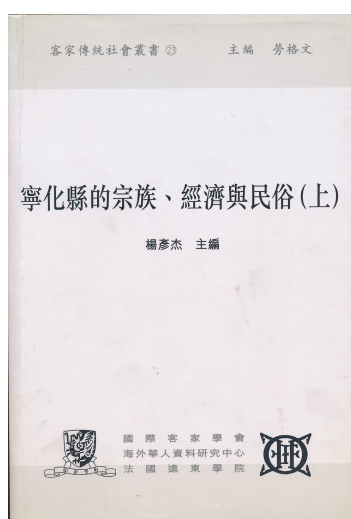 客家傳統社會叢書㉓ 主編 勞格文
寧化縣的宗族、經濟與民俗(上)
楊彥杰 主編
國際客家學會
海外華人資料研究中心
法國遠東學院